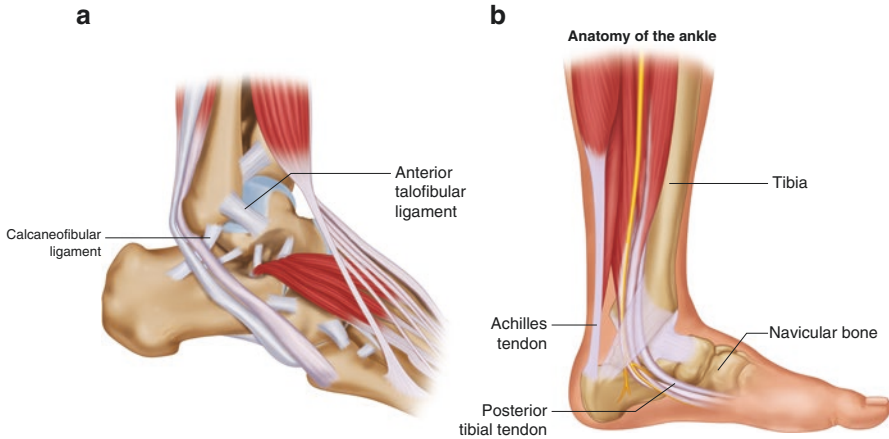 a
Anterior
talofibular
ligament
Calcaneofibular
ligament
b
Anatomy of the ankle
Tibia
Achilles
tendon
Navicular bone
Posterior
tibial tendon